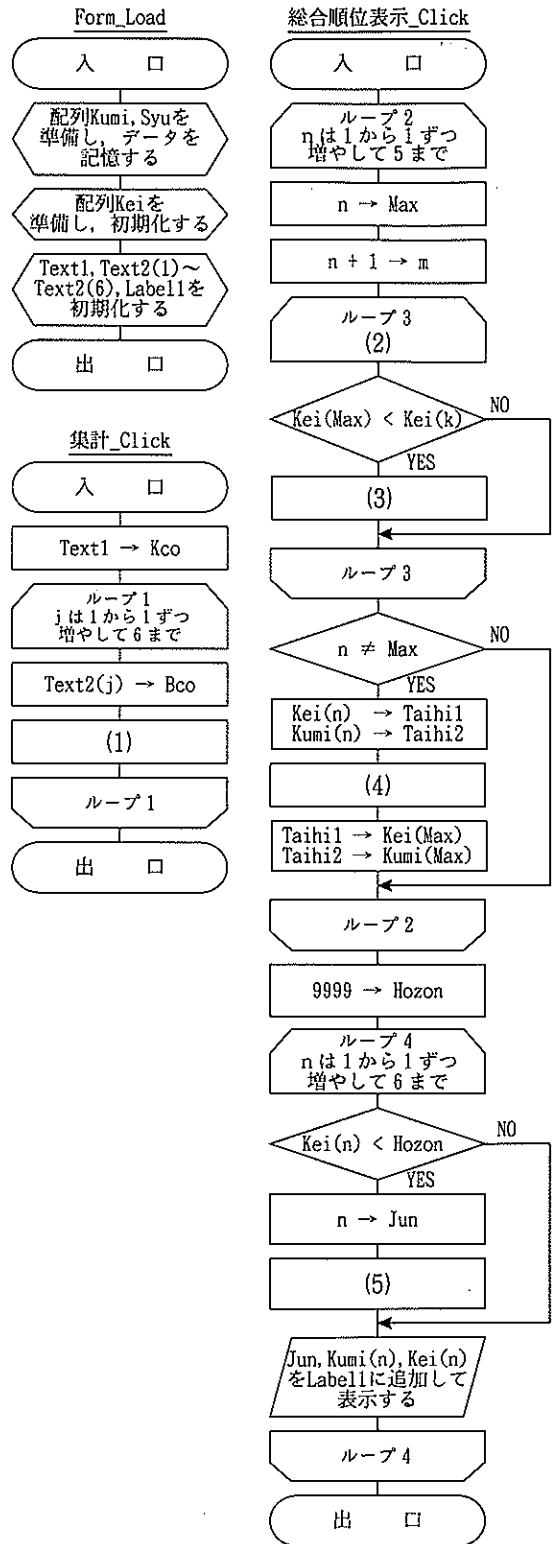 Form_Load
入 口
配列Kumi,Syuを
準備し，データを
記憶する
配列Keiを
準備し，初期化する
Text1,Text2(1)～
Text2(6),Label1を
初期化する
出 口
集計_Click
入 口
Text1 → Kco
ループ1
jは1から1ずつ
増やして6まで
Text2(j) → Bco
(1)
ループ1
出 口
総合順位表示_Click
入 口
ループ2
nは1から1ずつ
増やして5まで
n → Max
n + 1 → m
ループ3
(2)
Kei(Max) < Kei(k)
NO
YES
(3)
ループ3
n ≠ Max
NO
YES
Kei(n) → Taihi1
Kumi(n) → Taihi2
(4)
Taihi1 → Kei(Max)
Taihi2 → Kumi(Max)
ループ2
9999 → Hozon
ループ4
nは1から1ずつ
増やして6まで
Kei(n) < Hozon
NO
YES
n → Jun
(5)
Jun,Kumi(n),Kei(n)
をLabel1に追加して
表示する
ループ4
出 口